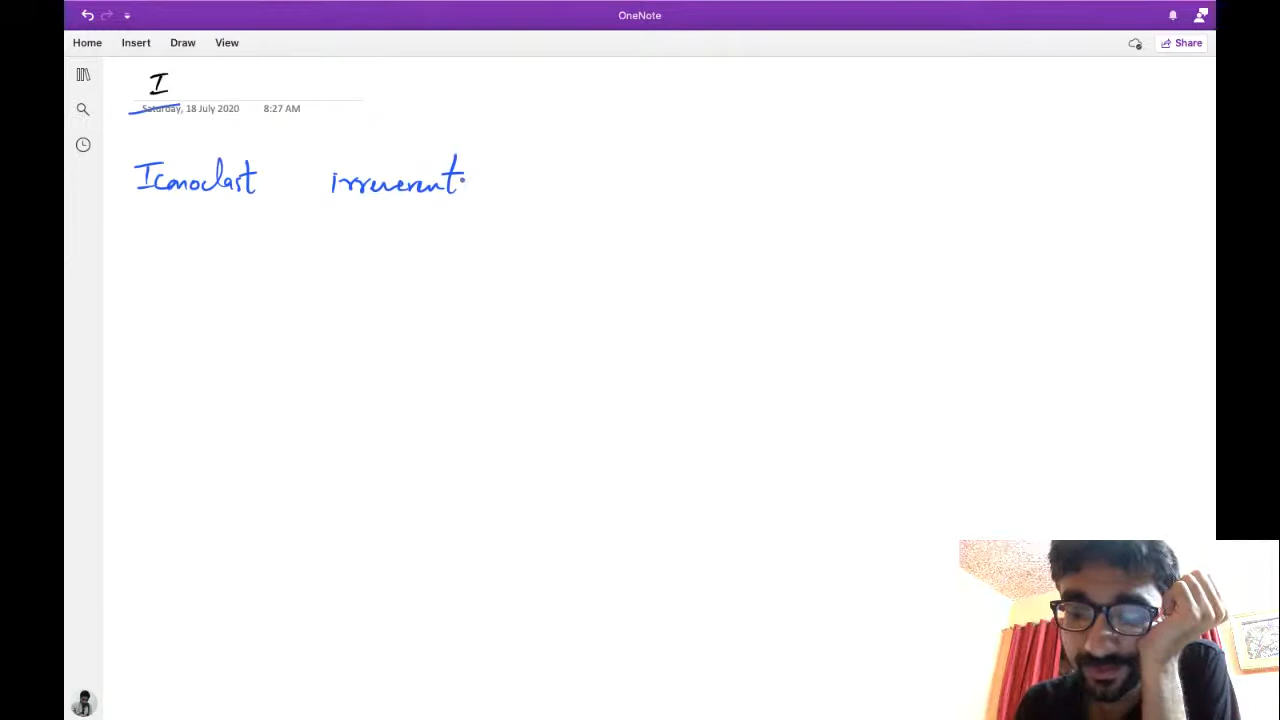 OneNote
Home Insert Draw View Share
I
Saturday, 18 July 2020 8:27 AM
Iconoclast irreverent